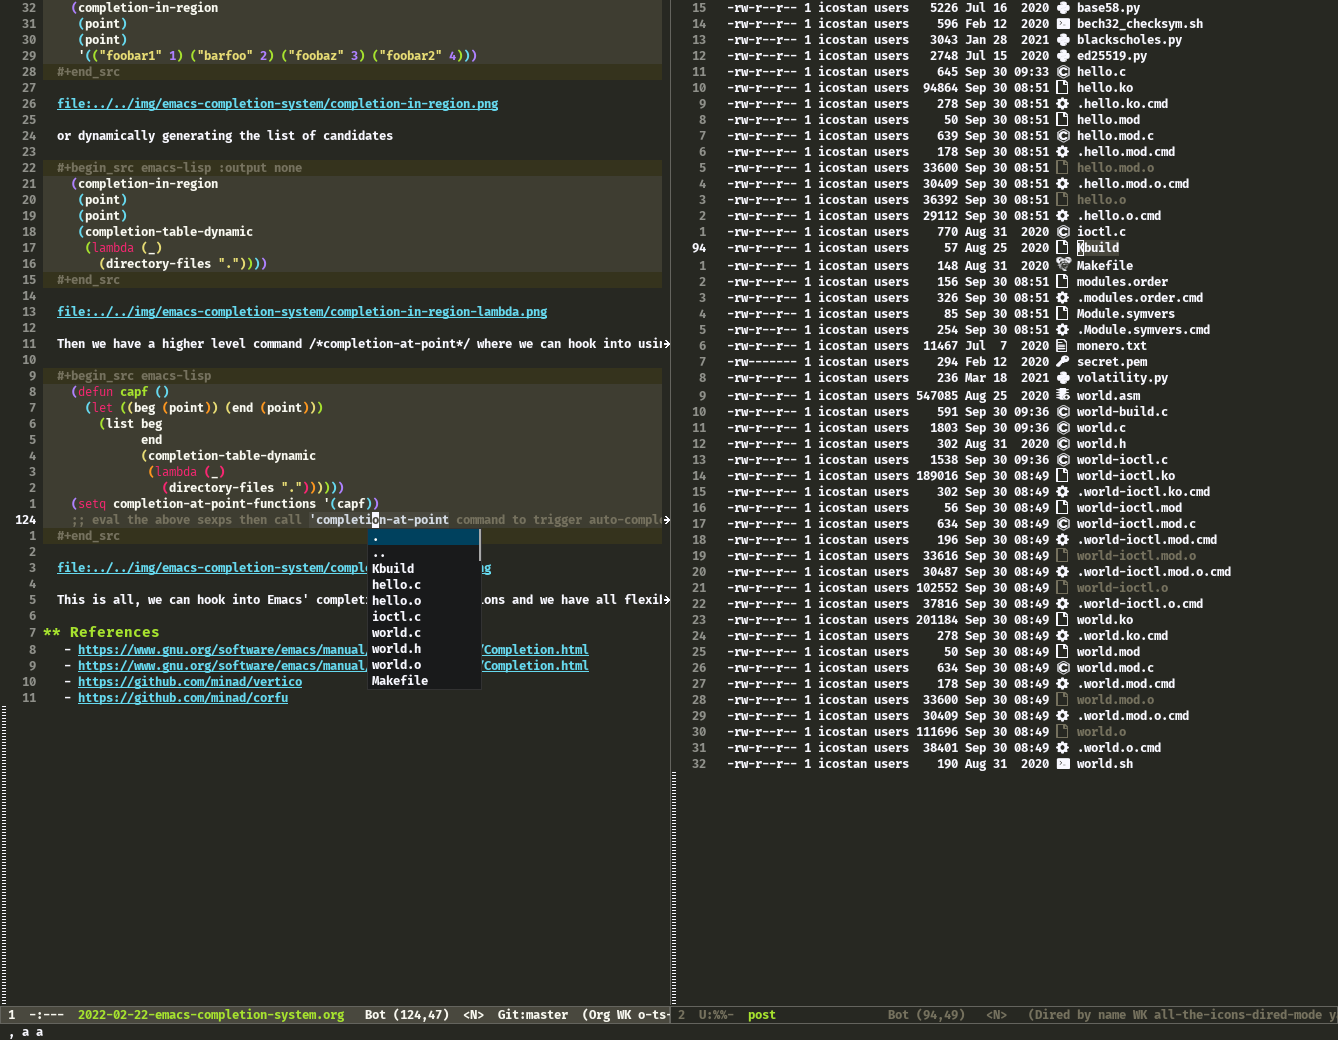 32 (completion-in-region
31 (point)
30 (point)
29 '(("foobar1" 1) ("barfoo" 2) ("foobaz" 3) ("foobar2" 4)))
28 #+end_src
27
26 file:../../img/emacs-completion-system/completion-in-region.png
25
24 or dynamically generating the list of candidates
23
22 #+begin_src emacs-lisp :output none
21 (completion-in-region
20 (point)
19 (point)
18 (completion-table-dynamic
17 (lambda (_)
16 (directory-files "."))))
15 #+end_src
14
13 file:../../img/emacs-completion-system/completion-in-region-lambda.png
12
11 Then we have a higher level command /*completion-at-point*/ where we can hook into usin
10
9 #+begin_src emacs-lisp
8 (defun capf ()
7 (let ((beg (point)) (end (point)))
6 (list beg
5 end
4 (completion-table-dynamic
3 (lambda (_)
2 (directory-files "."))))))
1 (setq completion-at-point-functions '(capf))
124 ;; eval the above sexps then call 'completion-at-point command to trigger auto-comple
1 #+end_src
2
3 file:../../img/emacs-completion-system/compl ng
4
5 This is all, we can hook into Emacs' completi ons and we have all flexib
6
7 ** References
8 - https://www.gnu.org/software/emacs/manual, /Completion.html
9 - https://www.gnu.org/software/emacs/manual, /Completion.html
10 - https://github.com/minad/vertico
11 - https://github.com/minad/corfu
.
..
Kbuild
hello.c
hello.o
ioctl.c
world.c
world.h
world.o
Makefile
1 -:--- 2022-02-22-emacs-completion-system.org Bot (124,47) <N> Git:master (Org WK o-ts-
, a a
15 -rw-r--r-- 1 icostan users 5226 Jul 16 2020 base58.py
14 -rw-r--r-- 1 icostan users 596 Feb 12 2020 bech32_checksym.sh
13 -rw-r--r-- 1 icostan users 3043 Jan 28 2021 blackscholes.py
12 -rw-r--r-- 1 icostan users 2748 Jul 15 2020 ed25519.py
11 -rw-r--r-- 1 icostan users 645 Sep 30 09:33 hello.c
10 -rw-r--r-- 1 icostan users 94864 Sep 30 08:51 hello.ko
9 -rw-r--r-- 1 icostan users 278 Sep 30 08:51 .hello.ko.cmd
8 -rw-r--r-- 1 icostan users 50 Sep 30 08:51 hello.mod
7 -rw-r--r-- 1 icostan users 639 Sep 30 08:51 hello.mod.c
6 -rw-r--r-- 1 icostan users 178 Sep 30 08:51 .hello.mod.cmd
5 -rw-r--r-- 1 icostan users 33600 Sep 30 08:51 hello.mod.o
4 -rw-r--r-- 1 icostan users 30409 Sep 30 08:51 .hello.mod.o.cmd
3 -rw-r--r-- 1 icostan users 36392 Sep 30 08:51 hello.o
2 -rw-r--r-- 1 icostan users 29112 Sep 30 08:51 .hello.o.cmd
1 -rw-r--r-- 1 icostan users 770 Aug 31 2020 ioctl.c
94 -rw-r--r-- 1 icostan users 57 Aug 25 2020 Kbuild
1 -rw-r--r-- 1 icostan users 148 Aug 31 2020 Makefile
2 -rw-r--r-- 1 icostan users 156 Sep 30 08:51 modules.order
3 -rw-r--r-- 1 icostan users 326 Sep 30 08:51 .modules.order.cmd
4 -rw-r--r-- 1 icostan users 85 Sep 30 08:51 Module.symvers
5 -rw-r--r-- 1 icostan users 254 Sep 30 08:51 .Module.symvers.cmd
6 -rw-r--r-- 1 icostan users 11467 Jul 7 2020 monero.txt
7 -rw------- 1 icostan users 294 Feb 12 2020 secret.pem
8 -rw-r--r-- 1 icostan users 236 Mar 18 2021 volatility.py
9 -rw-r--r-- 1 icostan users 547085 Aug 25 2020 world.asm
10 -rw-r--r-- 1 icostan users 591 Sep 30 09:36 world-build.c
11 -rw-r--r-- 1 icostan users 1803 Sep 30 09:36 world.c
12 -rw-r--r-- 1 icostan users 302 Aug 31 2020 world.h
13 -rw-r--r-- 1 icostan users 1538 Sep 30 09:36 world-ioctl.c
14 -rw-r--r-- 1 icostan users 189016 Sep 30 08:49 world-ioctl.ko
15 -rw-r--r-- 1 icostan users 302 Sep 30 08:49 .world-ioctl.ko.cmd
16 -rw-r--r-- 1 icostan users 56 Sep 30 08:49 world-ioctl.mod
17 -rw-r--r-- 1 icostan users 634 Sep 30 08:49 world-ioctl.mod.c
18 -rw-r--r-- 1 icostan users 196 Sep 30 08:49 .world-ioctl.mod.cmd
19 -rw-r--r-- 1 icostan users 33616 Sep 30 08:49 world-ioctl.mod.o
20 -rw-r--r-- 1 icostan users 30487 Sep 30 08:49 .world-ioctl.mod.o.cmd
21 -rw-r--r-- 1 icostan users 102552 Sep 30 08:49 world-ioctl.o
22 -rw-r--r-- 1 icostan users 37816 Sep 30 08:49 .world-ioctl.o.cmd
23 -rw-r--r-- 1 icostan users 201184 Sep 30 08:49 world.ko
24 -rw-r--r-- 1 icostan users 278 Sep 30 08:49 .world.ko.cmd
25 -rw-r--r-- 1 icostan users 50 Sep 30 08:49 world.mod
26 -rw-r--r-- 1 icostan users 634 Sep 30 08:49 world.mod.c
27 -rw-r--r-- 1 icostan users 178 Sep 30 08:49 .world.mod.cmd
28 -rw-r--r-- 1 icostan users 33600 Sep 30 08:49 world.mod.o
29 -rw-r--r-- 1 icostan users 30409 Sep 30 08:49 .world.mod.o.cmd
30 -rw-r--r-- 1 icostan users 111696 Sep 30 08:49 world.o
31 -rw-r--r-- 1 icostan users 38401 Sep 30 08:49 .world.o.cmd
32 -rw-r--r-- 1 icostan users 190 Aug 31 2020 world.sh
2 U:%%- post Bot (94,49) <N> (Dired by name WK all-the-icons-dired-mode y